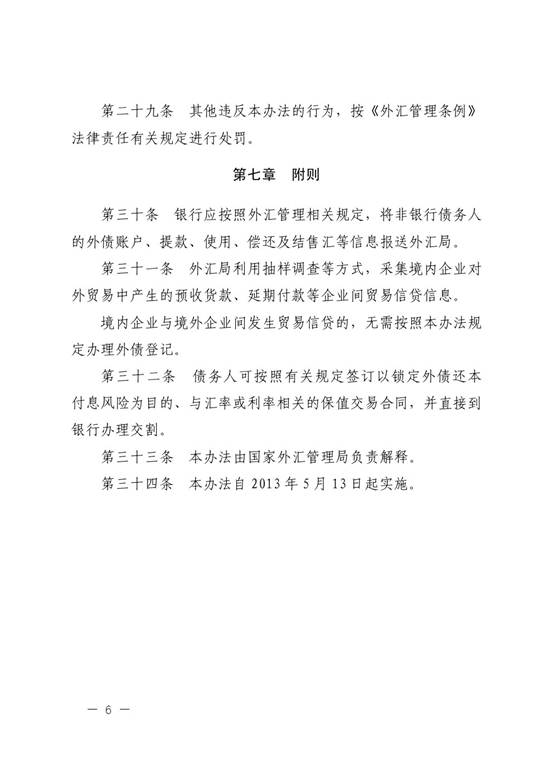 第二十九条　其他违反本办法的行为，按《外汇管理条例》
法律责任有关规定进行处罚。
第七章　附则
第三十条　银行应按照外汇管理相关规定，将非银行债务人
的外债账户、提款、使用、偿还及结售汇等信息报送外汇局。
第三十一条　外汇局利用抽样调查等方式，采集境内企业对
外贸易中产生的预收货款、延期付款等企业间贸易信贷信息。
境内企业与境外企业间发生贸易信贷的，无需按照本办法规
定办理外债登记。
第三十二条　债务人可按照有关规定签订以锁定外债还本
付息风险为目的、与汇率或利率相关的保值交易合同，并直接到
银行办理交割。
第三十三条　本办法由国家外汇管理局负责解释。
第三十四条　本办法自 2013 年 5 月 13 日起实施。
— 6 —